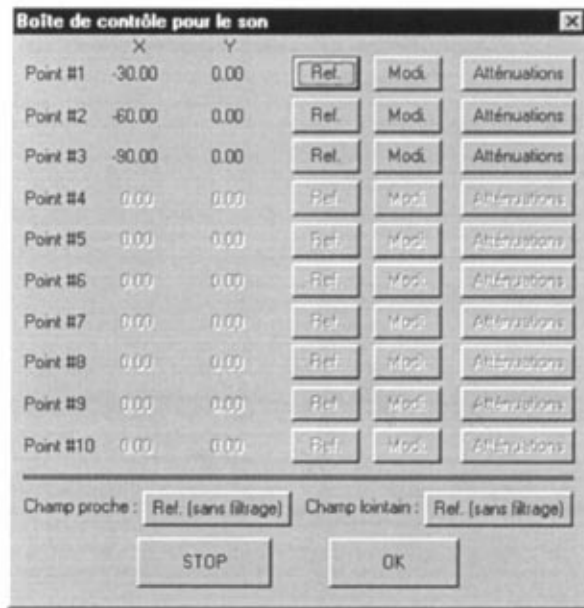 Boîte de contrôle pour le son
X Y
Point #1 -30.00 0.00 Ref. Modi. Atténuations
Point #2 -60.00 0.00 Ref. Modi. Atténuations
Point #3 -90.00 0.00 Ref. Modi. Atténuations
Point #4 0.00 0.00 Ref. Modi. Atténuations
Point #5 0.00 0.00 Ref. Modi. Atténuations
Point #6 0.00 0.00 Ref. Modi. Atténuations
Point #7 0.00 0.00 Ref. Modi. Atténuations
Point #8 0.00 0.00 Ref. Modi. Atténuations
Point #9 0.00 0.00 Ref. Modi. Atténuations
Point #10 0.00 0.00 Ref. Modi. Atténuations
Champ proche : Ref. (sans filtrage) Champ lointain : Ref. (sans filtrage)
STOP OK